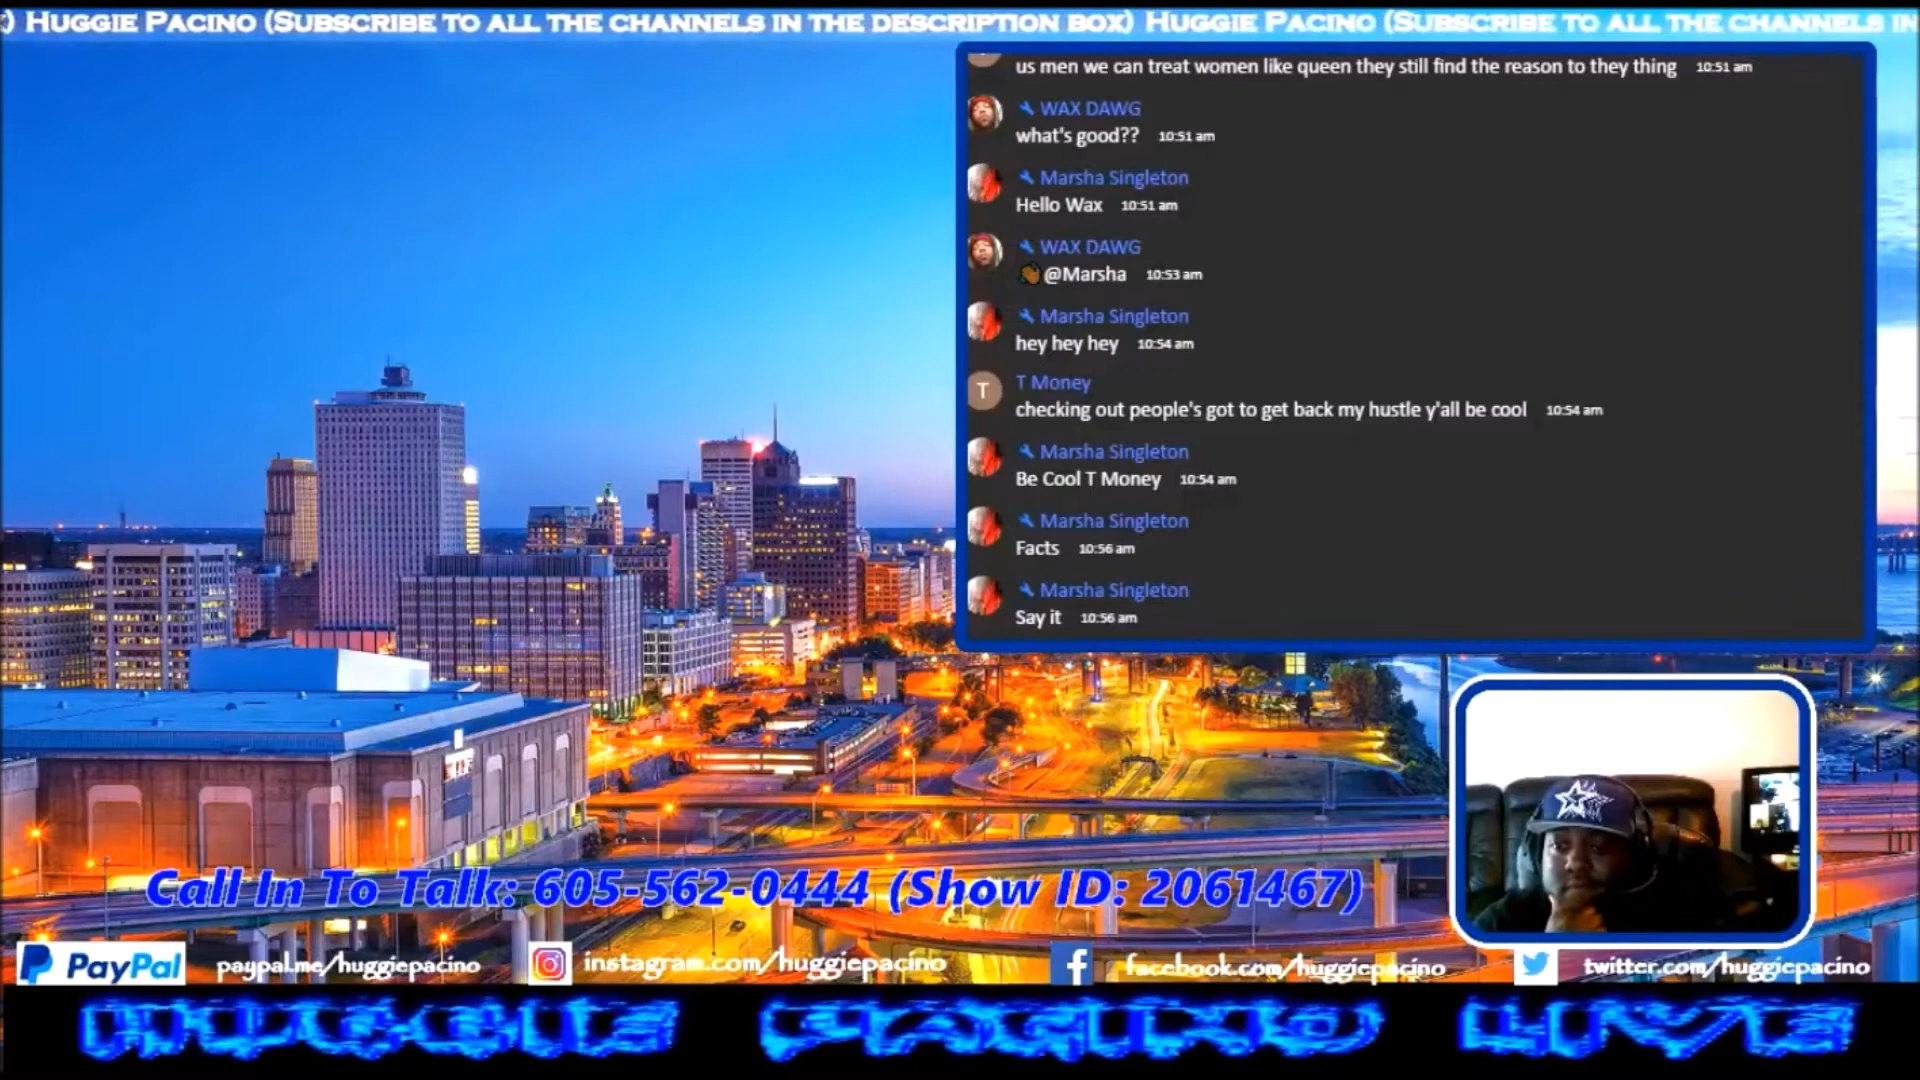 ) Huggie Pacino (Subscribe to all the channels in the description box) Huggie Pacino (Subscribe to all the channels in
us men we can treat women like queen they still find the reason to they thing 10:51 am
WAX DAWG
what's good?? 10:51 am
Marsha Singleton
Hello Wax 10:51 am
WAX DAWG
@Marsha 10:53 am
Marsha Singleton
hey hey hey 10:54 am
T
T Money
checking out people's got to get back my hustle y'all be cool 10:54 am
Marsha Singleton
Be Cool T Money 10:54 am
Marsha Singleton
Facts 10:56 am
Marsha Singleton
Say it 10:56 am
Call In To Talk: 605-562-0444 (Show ID: 2061467)
PayPal paypal.me/huggiepacino instagram.com/huggiepacino facebook.com/huggiepacino twitter.com/huggiepacino
HUGGIE PACINO LIVE